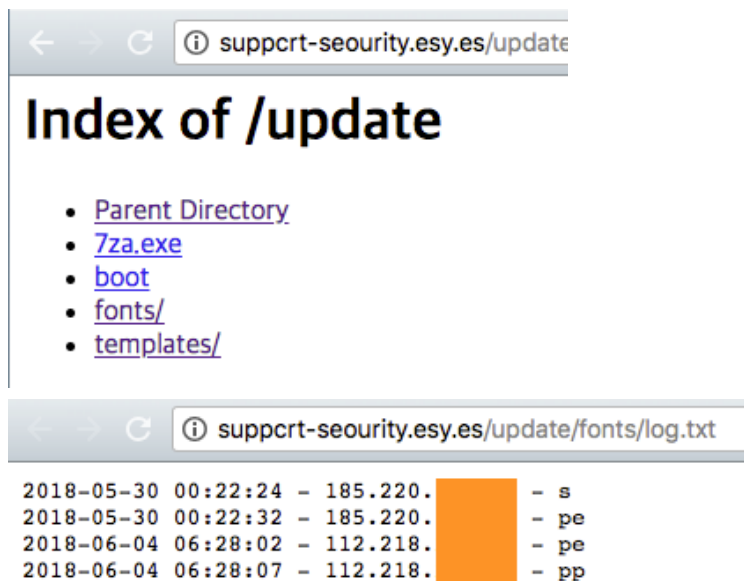 suppcrt-seourity.esy.es/update
Index of /update
Parent Directory
7za.exe
boot
fonts/
templates/
suppcrt-seourity.esy.es/update/fonts/log.txt
2018-05-30 00:22:24 - 185.220. - s
2018-05-30 00:22:32 - 185.220. - pe
2018-06-04 06:28:02 - 112.218. - pe
2018-06-04 06:28:07 - 112.218. - pp